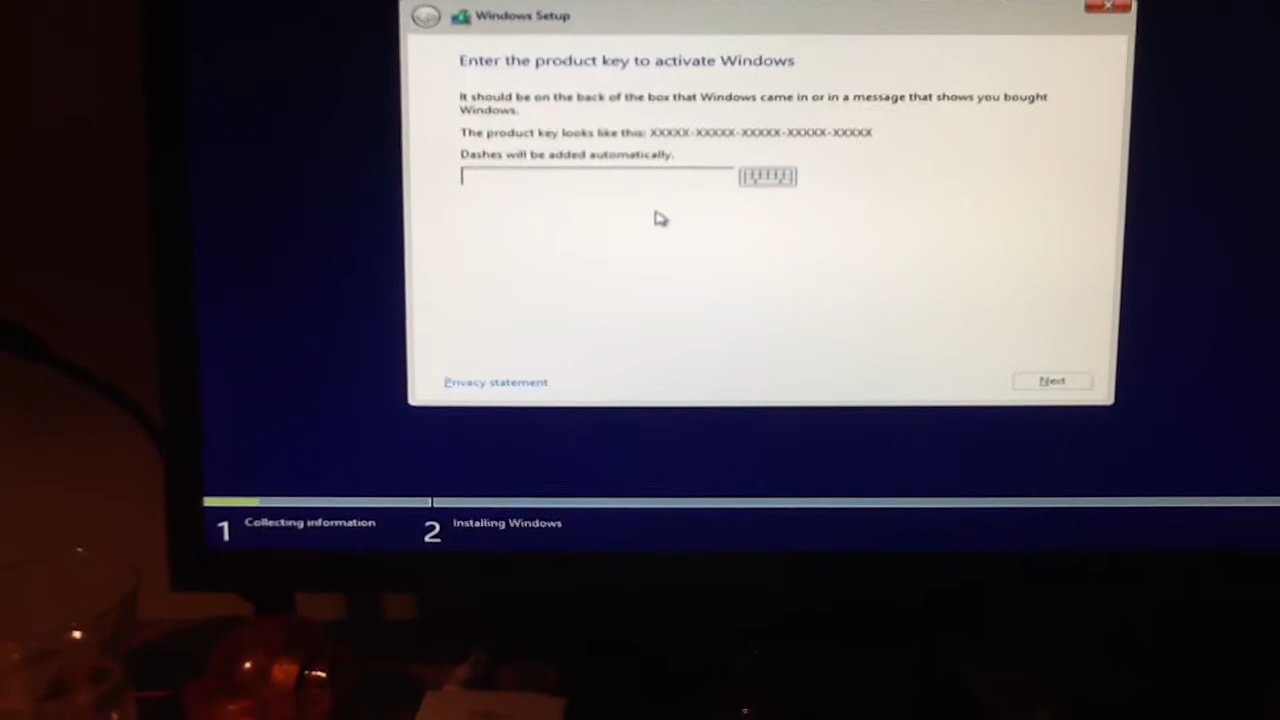 Windows Setup
Enter the product key to activate Windows
It should be on the back of the box that Windows came in or in a message that shows you bought
Windows.
The product key looks like this: XXXXX-XXXXX-XXXXX-XXXXX-XXXXX
Dashes will be added automatically.
Privacy statement
Next
1 Collecting information
2 Installing Windows